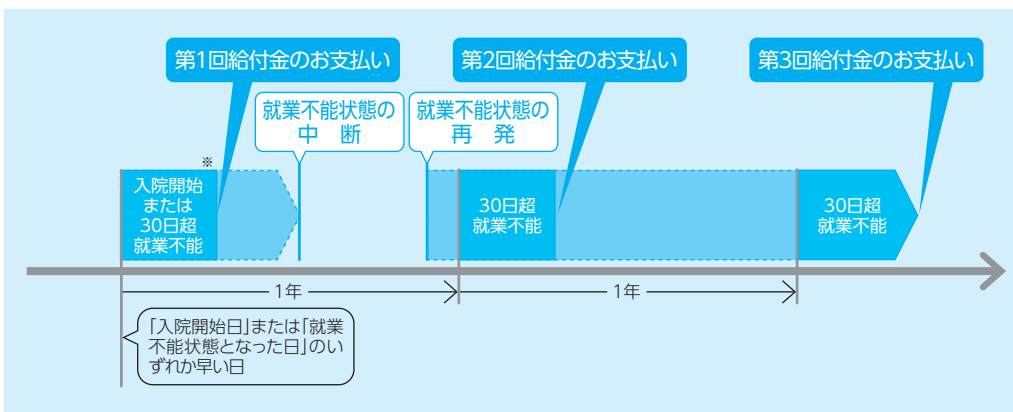 第1回給付金のお支払い
第2回給付金のお支払い
第3回給付金のお支払い
就業不能状態の
中 断
就業不能状態の
再 発
※
入院開始
または
30日超
就業不能
30日超
就業不能
30日超
就業不能
1年
1年
「入院開始日」または「就業
不能状態となった日」のい
ずれか早い日